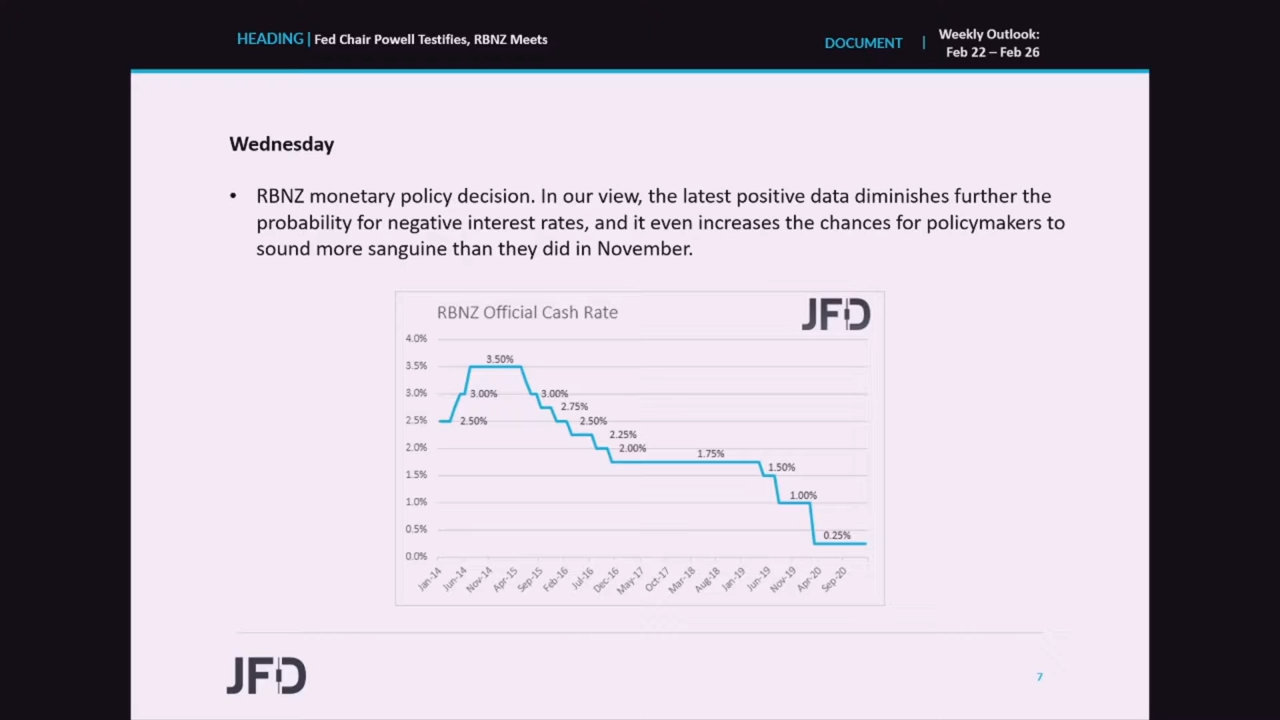 HEADING | Fed Chair Powell Testifies, RBNZ Meets
DOCUMENT | Weekly Outlook:
Feb 22 – Feb 26
Wednesday
• RBNZ monetary policy decision. In our view, the latest positive data diminishes further the
probability for negative interest rates, and it even increases the chances for policymakers to
sound more sanguine than they did in November.
RBNZ Official Cash Rate
JFD
4.0%
3.5%
3.0%
2.5%
2.0%
1.5%
1.0%
0.5%
0.0%
2.50%
3.00%
3.50%
3.00%
2.75%
2.50%
2.25%
2.00%
1.75%
1.50%
1.00%
0.25%
Jan-14
Jun-14
Nov-14
Apr-15
Sep-15
Feb-16
Jul-16
Dec-16
May-17
Oct-17
Mar-18
Aug-18
Jan-19
Jun-19
Nov-19
Apr-20
Sep-20
JFD
7